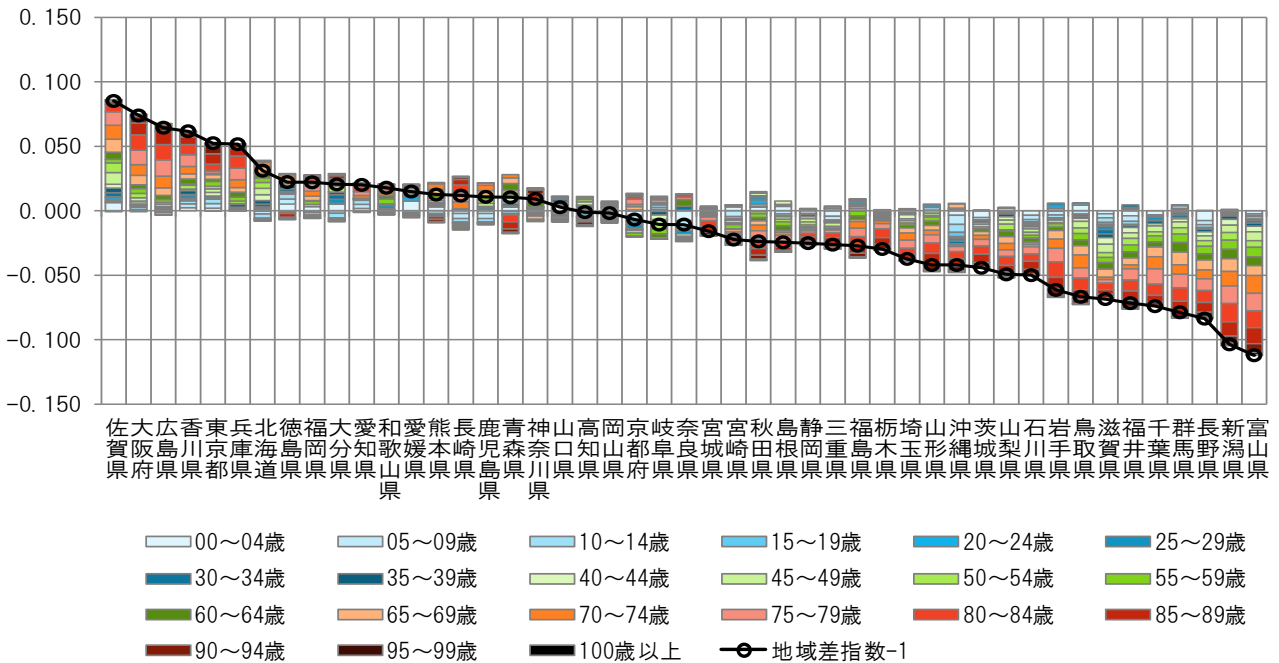 0.150
0.100
0.050
0.000
-0.050
-0.100
-0.150
佐賀県
大阪府
広島県
香川県
東京都
兵庫県
北海道
徳島県
福岡県
大分県
愛知県
和歌山県
愛媛県
熊本県
長崎県
鹿児島県
青森県
神奈川県
山口県
高知県
岡山県
京都府
岐阜県
奈良県
宮城県
宮崎県
秋田県
島根県
静岡県
三重県
福島県
栃木県
埼玉県
山形県
沖縄県
茨城県
山梨県
石川県
岩手県
鳥取県
滋賀県
福井県
千葉県
群馬県
長野県
新潟県
富山県
00～04歳 05～09歳 10～14歳 15～19歳 20～24歳 25～29歳
30～34歳 35～39歳 40～44歳 45～49歳 50～54歳 55～59歳
60～64歳 65～69歳 70～74歳 75～79歳 80～84歳 85～89歳
90～94歳 95～99歳 100歳以上 地域差指数-1